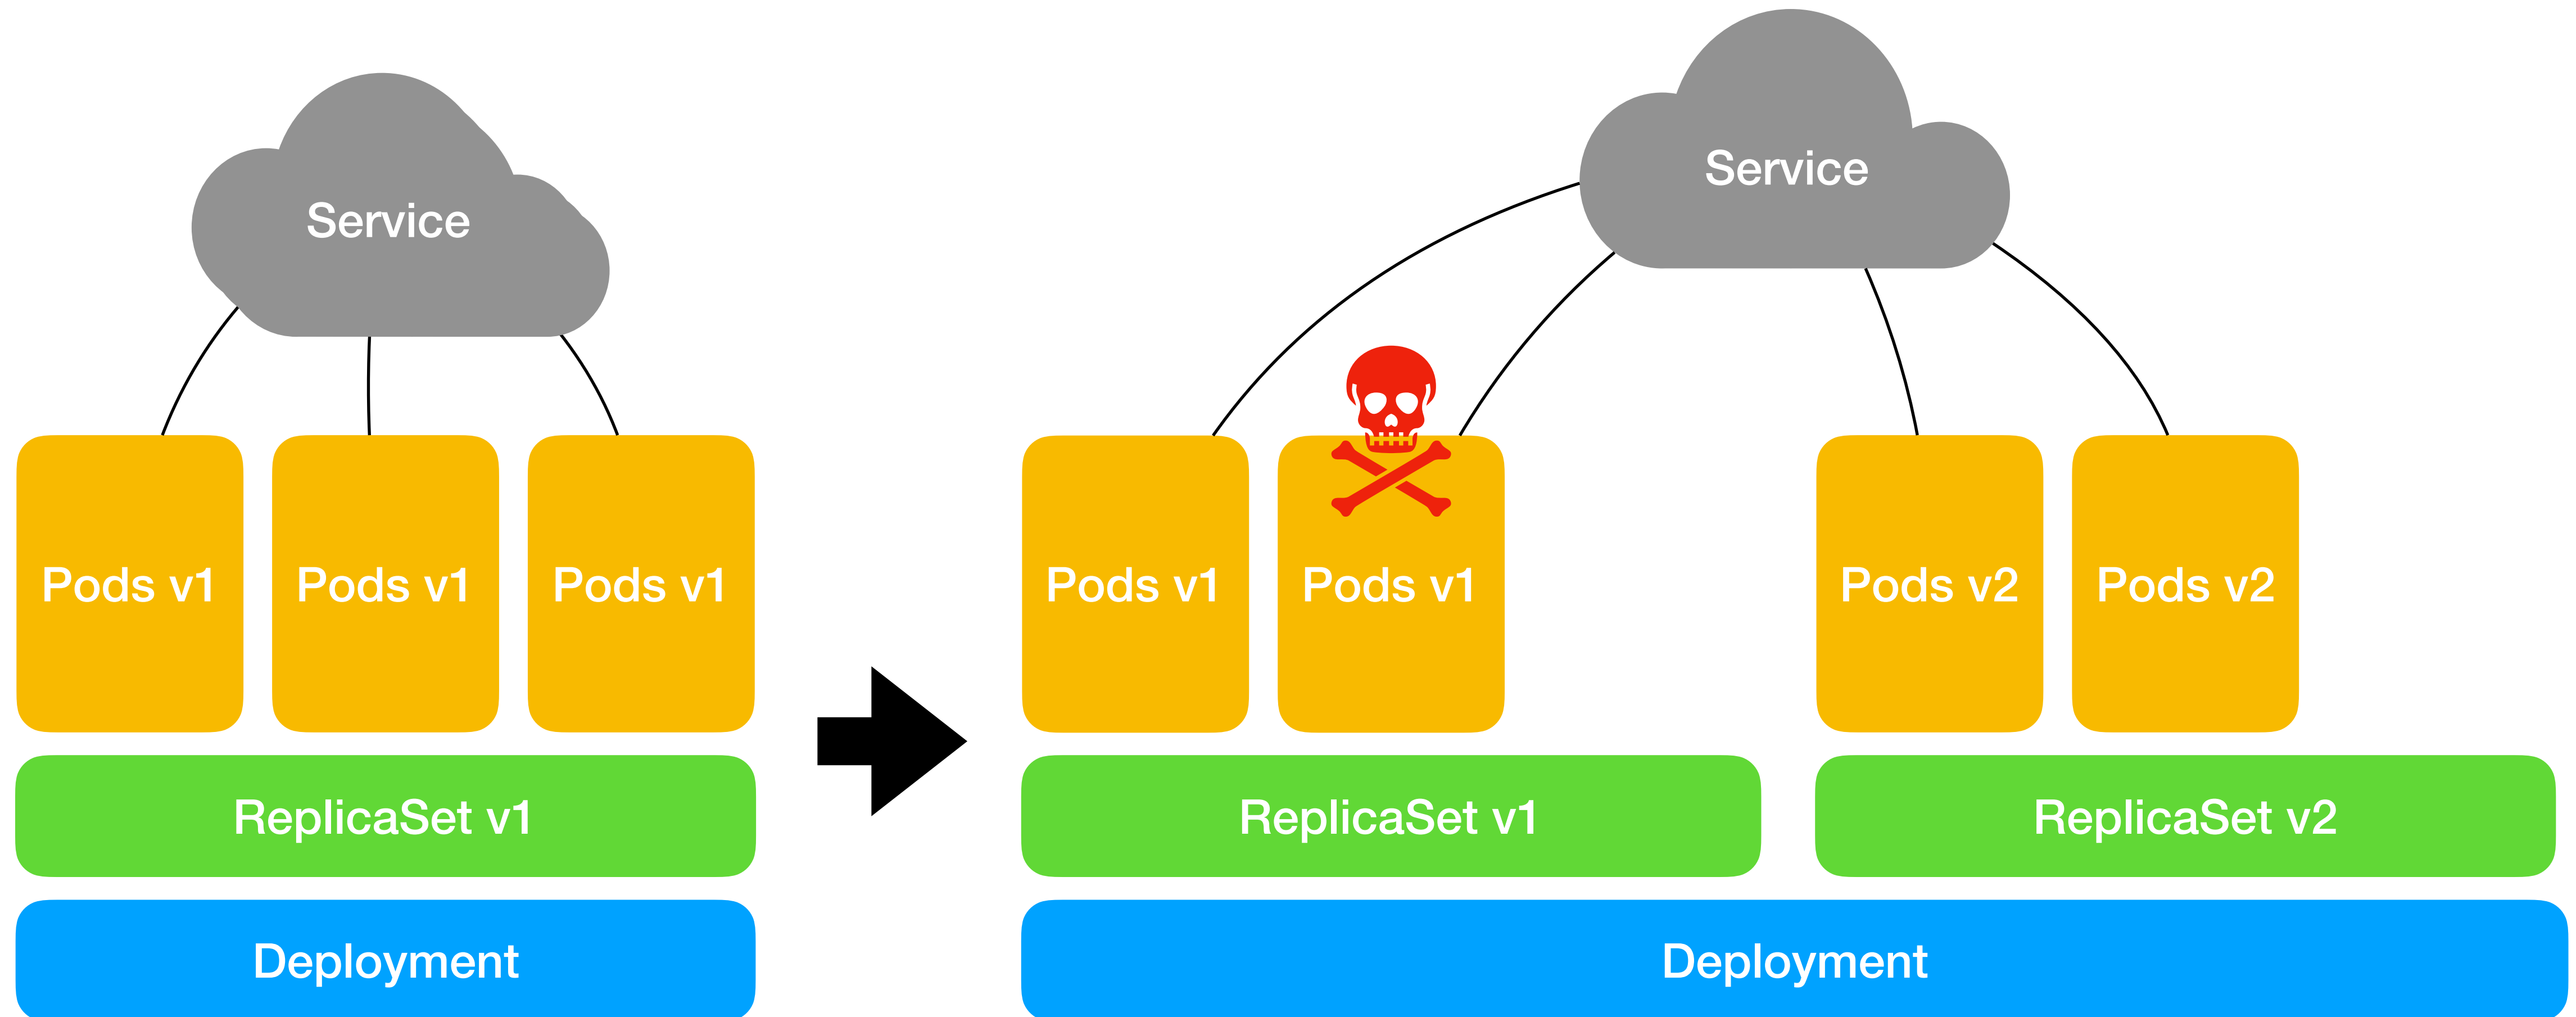 Service
Pods v1
Pods v1
Pods v1
ReplicaSet v1
Deployment
Service
Pods v1
Pods v1
Pods v2
Pods v2
ReplicaSet v1
ReplicaSet v2
Deployment